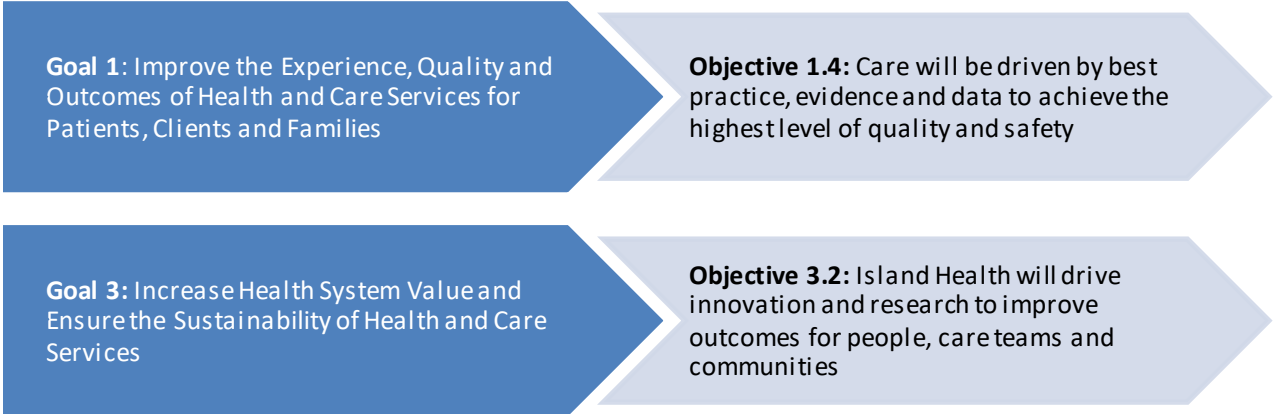 Goal 1: Improve the Experience, Quality and
Outcomes of Health and Care Services for
Patients, Clients and Families
Objective 1.4: Care will be driven by best
practice, evidence and data to achieve the
highest level of quality and safety
Goal 3: Increase Health System Value and
Ensure the Sustainability of Health and Care
Services
Objective 3.2: Island Health will drive
innovation and research to improve
outcomes for people, care teams and
communities